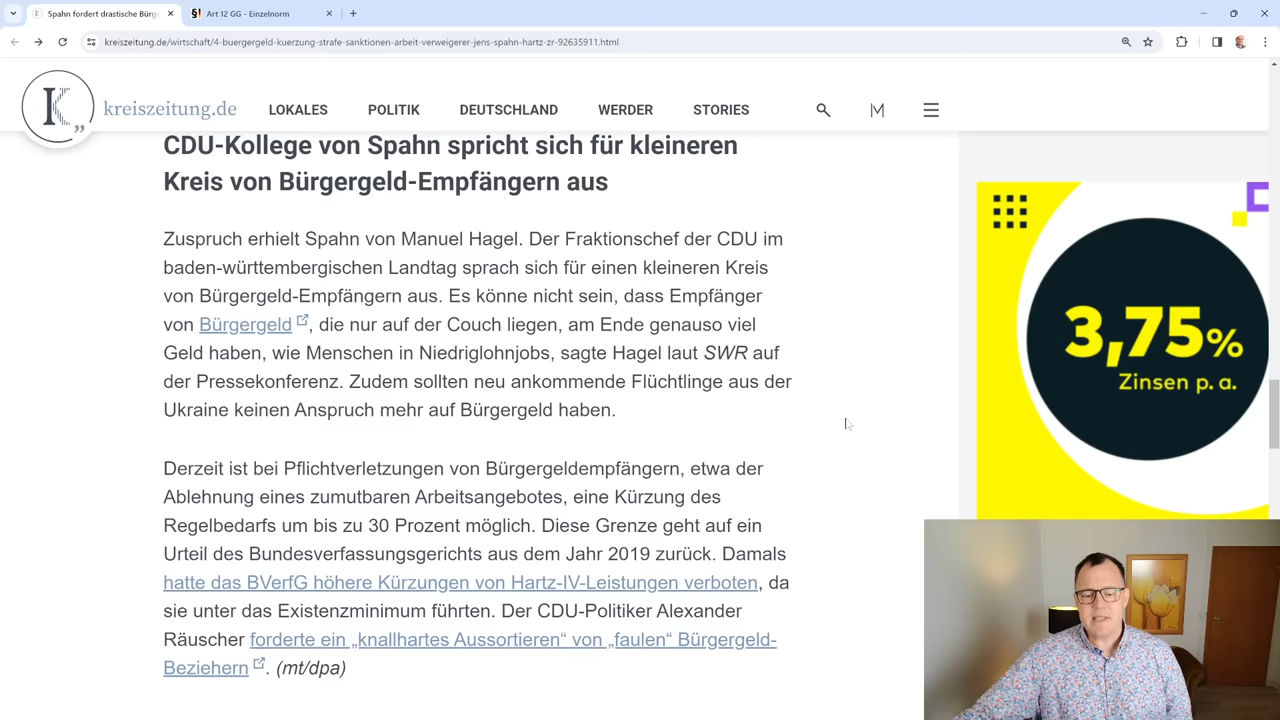 Spahn fordert drastische Bürg
Art 12 GG - Einzelnorm
kreiszeitung.de/wirtschaft/4-buergergeld-kuerzung-strafe-sanktionen-arbeit-verweigerer-jens-spahn-hartz-zr-92635911.html
kreiszeitung.de
LOKALES
POLITIK
DEUTSCHLAND
WERDER
STORIES
CDU-Kollege von Spahn spricht sich für kleineren
Kreis von Bürgergeld-Empfängern aus
Zuspruch erhielt Spahn von Manuel Hagel. Der Fraktionschef der CDU im
baden-württembergischen Landtag sprach sich für einen kleineren Kreis
von Bürgergeld-Empfängern aus. Es könne nicht sein, dass Empfänger
von Bürgergeld, die nur auf der Couch liegen, am Ende genauso viel
Geld haben, wie Menschen in Niedriglohnjobs, sagte Hagel laut SWR auf
der Pressekonferenz. Zudem sollten neu ankommende Flüchtlinge aus der
Ukraine keinen Anspruch mehr auf Bürgergeld haben.
Derzeit ist bei Pflichtverletzungen von Bürgergeldempfängern, etwa der
Ablehnung eines zumutbaren Arbeitsangebotes, eine Kürzung des
Regelbedarfs um bis zu 30 Prozent möglich. Diese Grenze geht auf ein
Urteil des Bundesverfassungsgerichts aus dem Jahr 2019 zurück. Damals
hatte das BVerfG höhere Kürzungen von Hartz-IV-Leistungen verboten, da
sie unter das Existenzminimum führten. Der CDU-Politiker Alexander
Räuscher forderte ein „knallhartes Aussortieren“ von „faulen“ Bürgergeld-
Beziehern. (mt/dpa)
3,75%
Zinsen p. a.